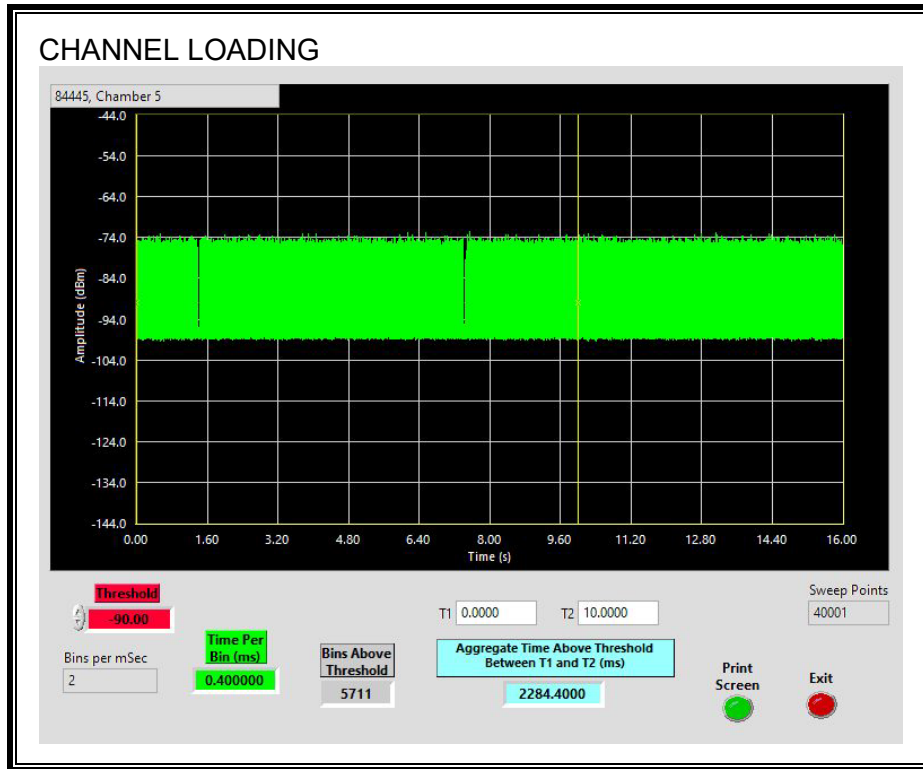 CHANNEL LOADING
84445, Chamber 5
-44.0
-54.0
-64.0
-74.0
-84.0
-94.0
-104.0
-114.0
-124.0
-134.0
-144.0
Amplitude (dBm)
0.00 1.60 3.20 4.80 6.40 8.00 9.60 11.20 12.80 14.40 16.00
Time (s)
Threshold
-90.00
Bins per mSec
2
Time Per
Bin (ms)
0.400000
Bins Above
Threshold
5711
T1 0.0000 T2 10.0000
Aggregate Time Above Threshold
Between T1 and T2 (ms)
2284.4000
Sweep Points
40001
Print
Screen
Exit